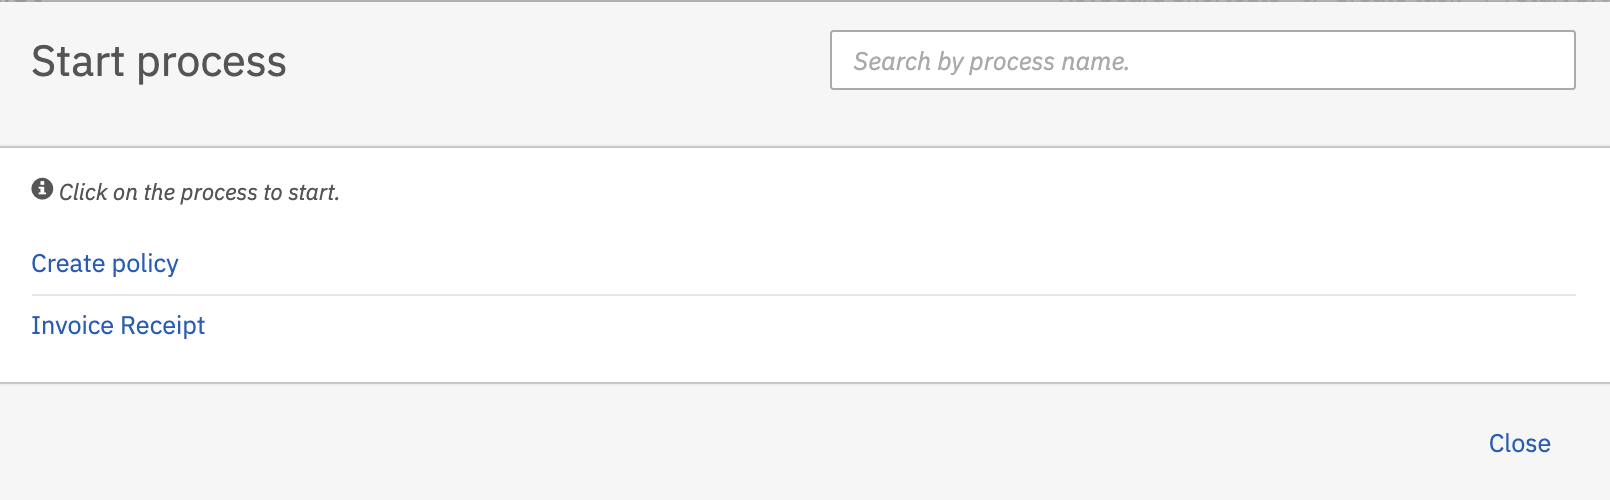 Start process
Search by process name.
Click on the process to start.
Create policy
Invoice Receipt
Close